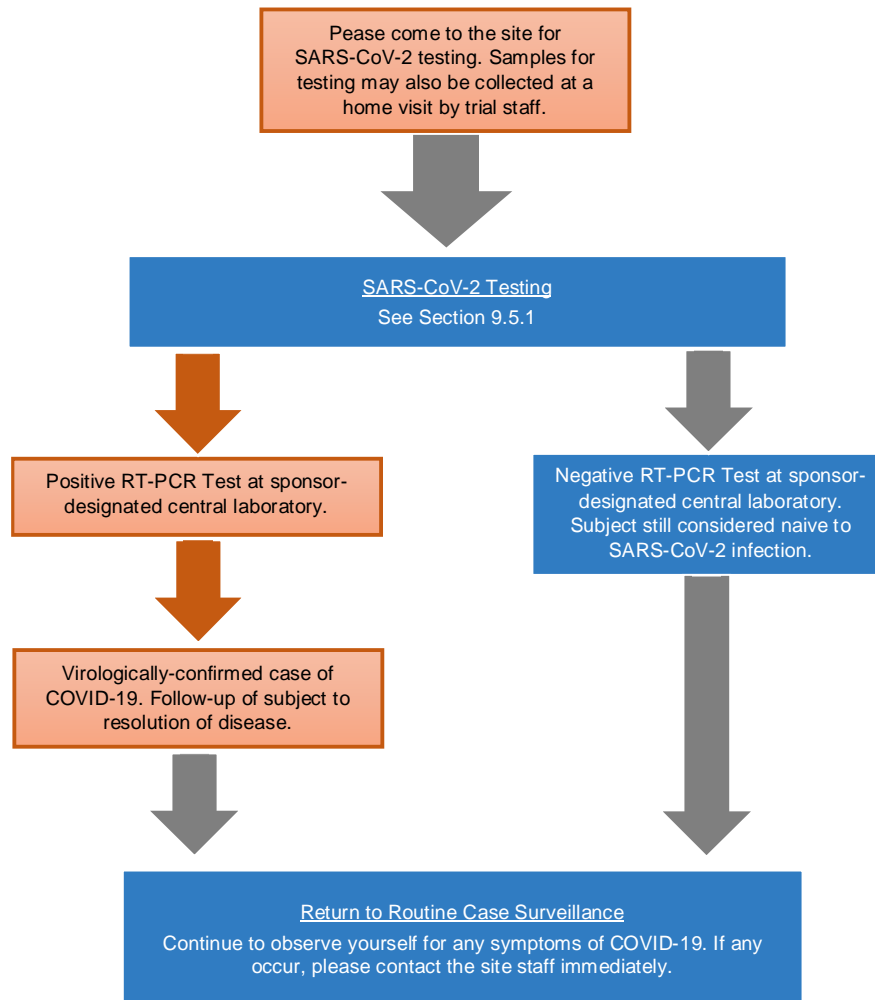 Pease come to the site for
SARS-CoV-2 testing. Samples for
testing may also be collected at a
home visit by trial staff.
SARS-CoV-2 Testing
See Section 9.5.1
Positive RT-PCR Test at sponsor-
designated central laboratory.
Negative RT-PCR Test at sponsor-
designated central laboratory.
Subject still considered naive to
SARS-CoV-2 infection.
Virologically-confirmed case of
COVID-19. Follow-up of subject to
resolution of disease.
Return to Routine Case Surveillance
Continue to observe yourself for any symptoms of COVID-19. If any
occur, please contact the site staff immediately.